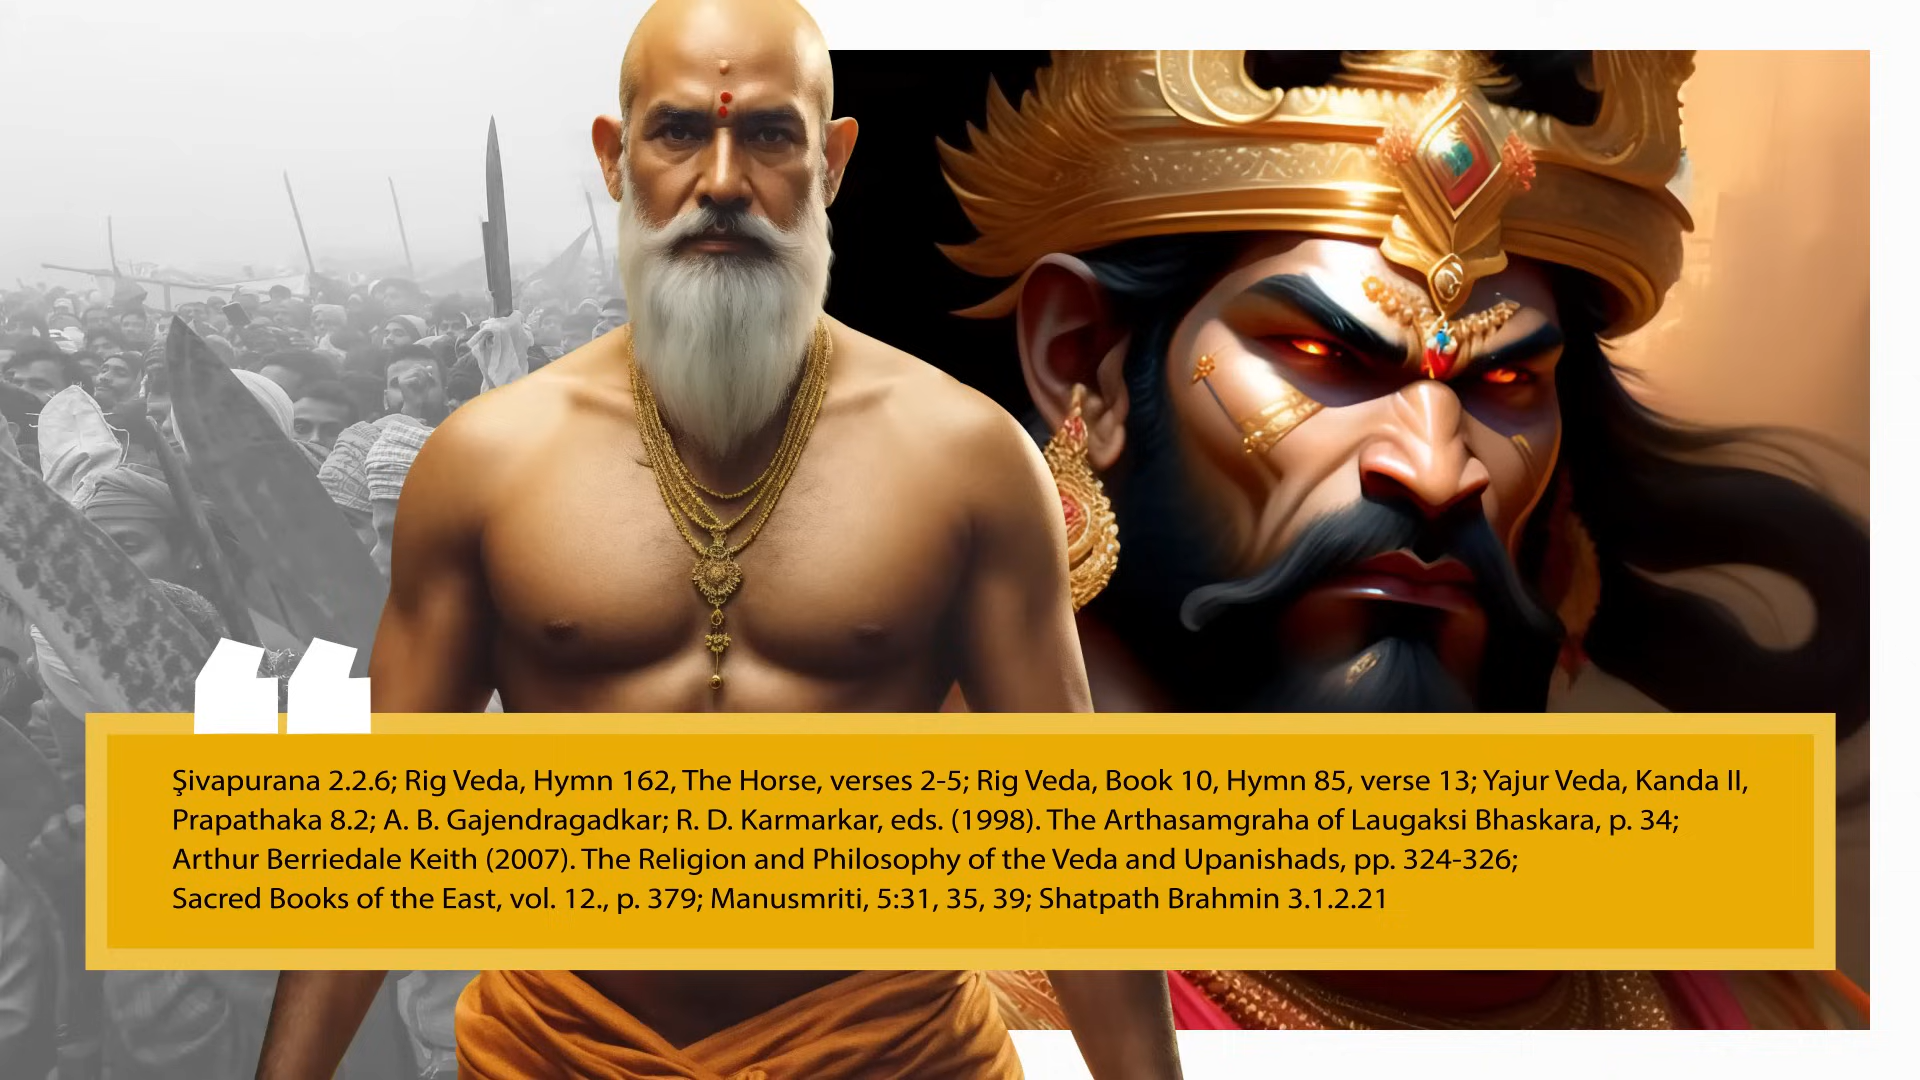 Şivapurana 2.2.6; Rig Veda, Hymn 162, The Horse, verses 2-5; Rig Veda, Book 10, Hymn 85, verse 13; Yajur Veda, Kanda II,
Prapathaka 8.2; A. B. Gajendragadkar; R. D. Karmarkar, eds. (1998). The Arthasamgraha of Laugaksi Bhaskara, p. 34;
Arthur Berriedale Keith (2007). The Religion and Philosophy of the Veda and Upanishads, pp. 324-326;
Sacred Books of the East, vol. 12., p. 379; Manusmriti, 5:31, 35, 39; Shatpath Brahmin 3.1.2.21